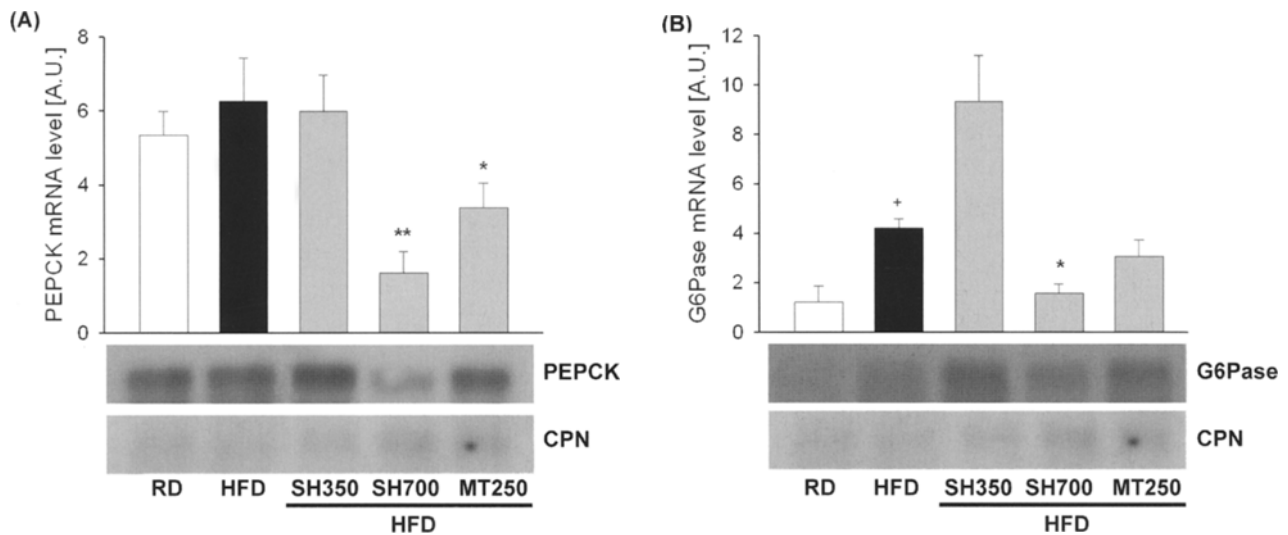 (A)
PEPCK mRNA level [A.U.]
8
6
4
2
0
**
*
PEPCK
CPN
RD HFD SH350 SH700 MT250
HFD
(B)
G6Pase mRNA level [A.U.]
12
10
8
6
4
2
0
+
*
G6Pase
CPN
RD HFD SH350 SH700 MT250
HFD